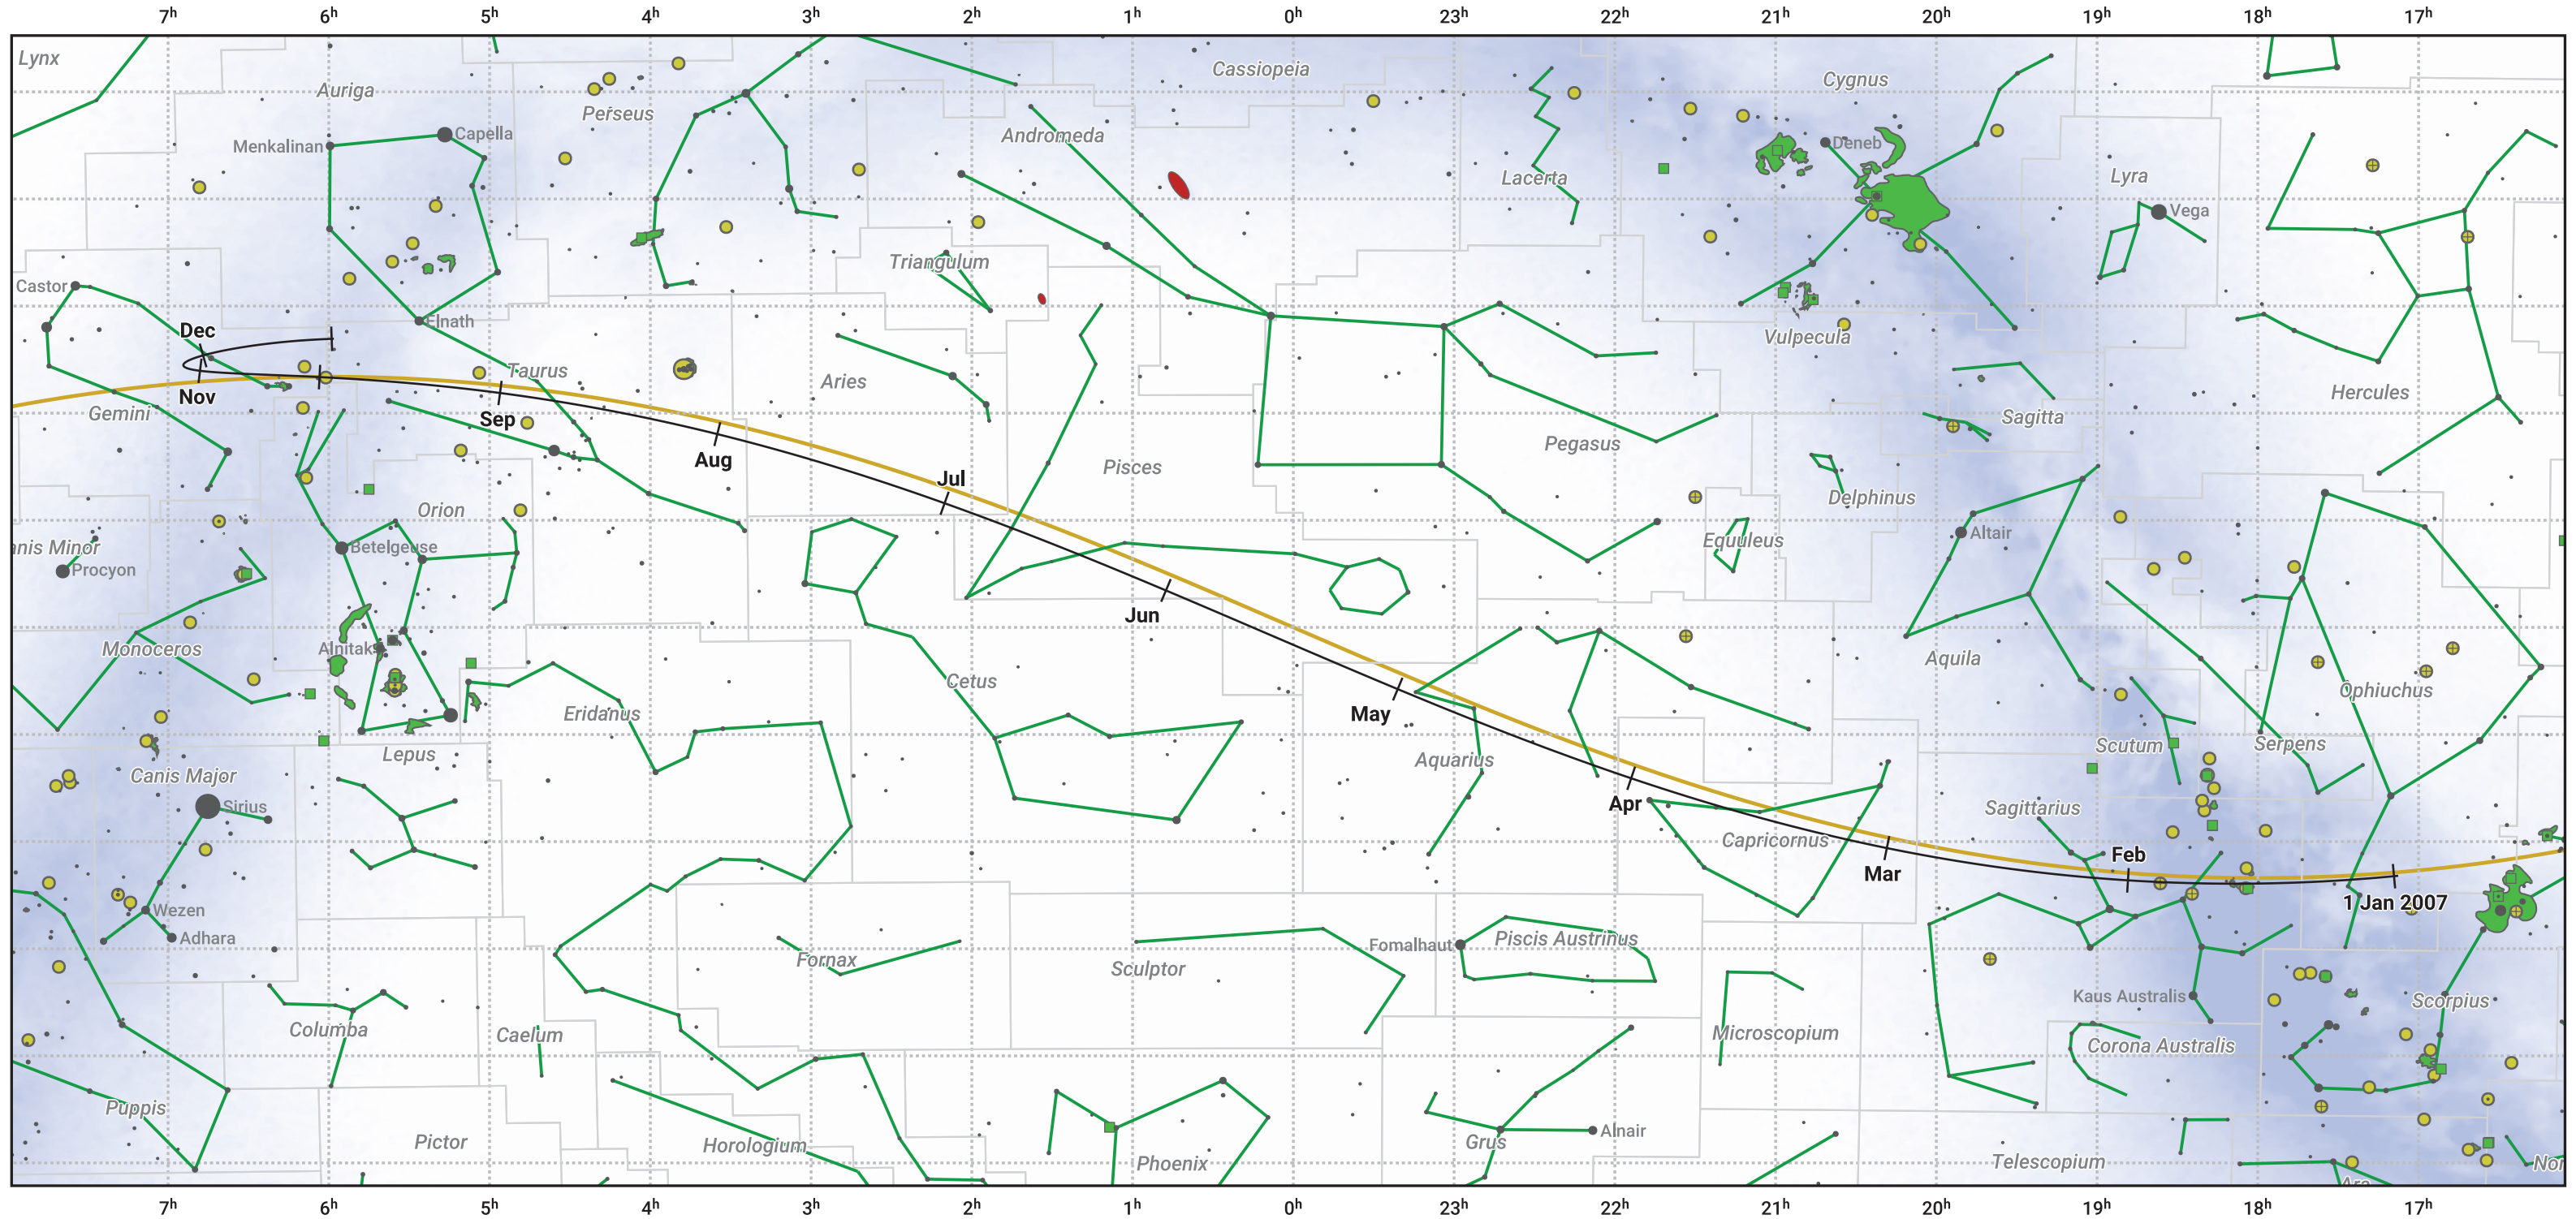 7h 6h 5h 4h 3h 2h 1h 0h 23h 22h 21h 20h 19h 18h 17h
Lynx
Cassiopeia
Cygnus
Auriga
Perseus
Capella
Andromeda
Deneb
Menkalinan
Lacerta
Lyra
Vega
Triangulum
Castor
Elnath
Dec
Vulpecula
Taurus
Aries
Hercules
Nov
Gemini
Sep
Sagitta
Aug
Pegasus
Pisces
Jul
Delphinus
Orion
Altair
Equuleus
anis Minor
Betelgeuse
Procyon
Jun
Monoceros
Alnitak
Aquila
Cetus
Ophiuchus
Eridanus
May
Scutum
Serpens
Lepus
Aquarius
Canis Major
Sirius
Apr
Sagittarius
Capricornus
Feb
Mar
1 Jan 2007
Wezen
Adhara
Fomalhaut
Piscis Austrinus
Fornax
Sculptor
Kaus Australis
Scorpius
Columba
Caelum
Microscopium
Corona Australis
Puppis
Alnair
Pictor
Horologium
Grus
Phoenix
Telescopium
Nor
Ara
7h 6h 5h 4h 3h 2h 1h 0h 23h 22h 21h 20h 19h 18h 17h